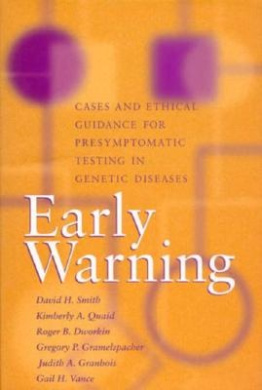 CASES AND ETHICAL
GUIDANCE FOR
PRESYMPTOMATIC
TESTING IN
GENETIC DISEASES
Early
Warning
David H. Smith
Kimberly A. Quaid
Roger B. Dworkin
Gregory P. Gramelspacher
Judith A. Granbois
Gail H. Vance